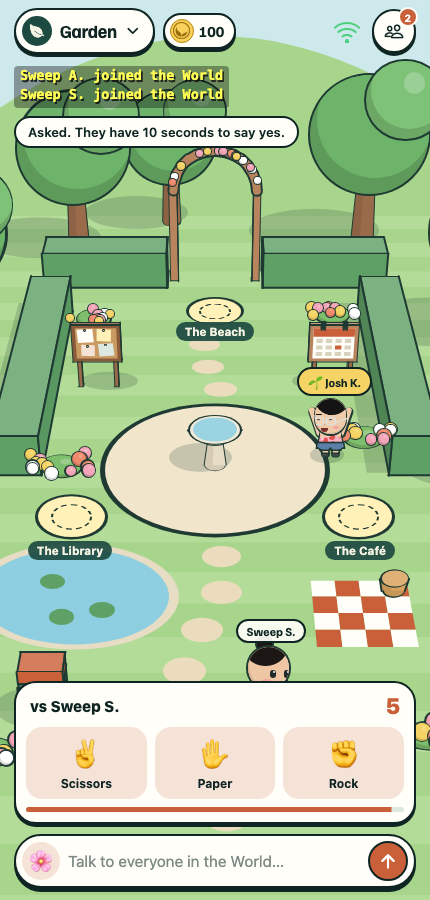 Garden
100
2
Sweep A. joined the World
Sweep S. joined the World
Asked. They have 10 seconds to say yes.
The Beach
Josh K.
The Library
The Café
Sweep S.
vs Sweep S.
5
Scissors
Paper
Rock
Talk to everyone in the World...